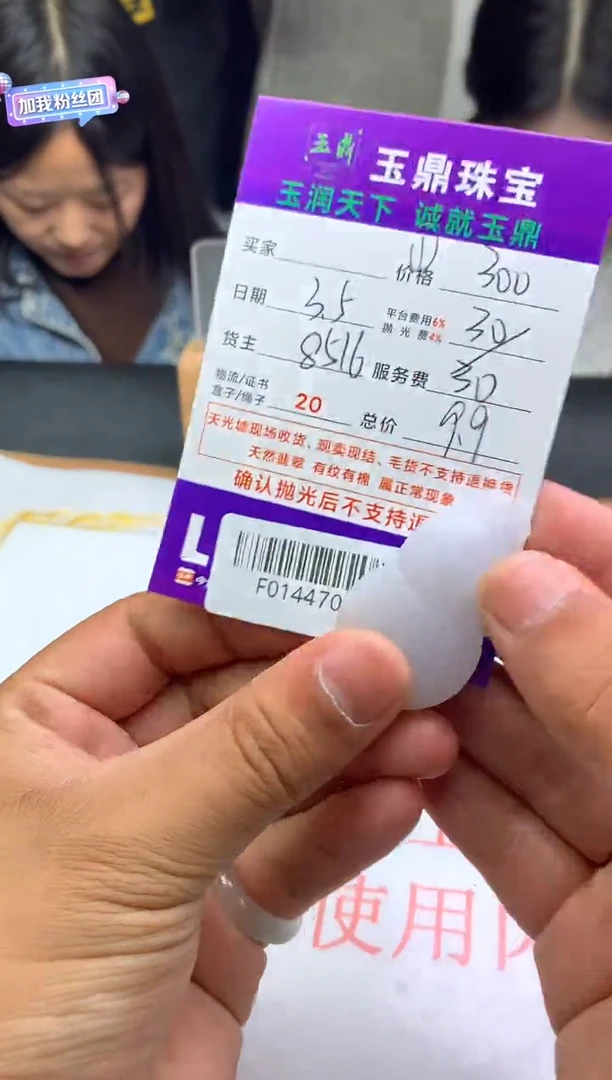 加我粉丝团
玉鼎 玉鼎珠宝
玉润天下 诚就玉鼎
买家 价格 300
日期 3.5 平台费用6% 抛光费4% 30
货主 8516 服务费 30
物流/证书 盒子/绳子 20 总价 9.9
天光墟现场收货、现卖现结、毛货不支持退换货
天然翡翠 有纹有棉 属正常现象
确认抛光后不支持退
L
F014470
使用